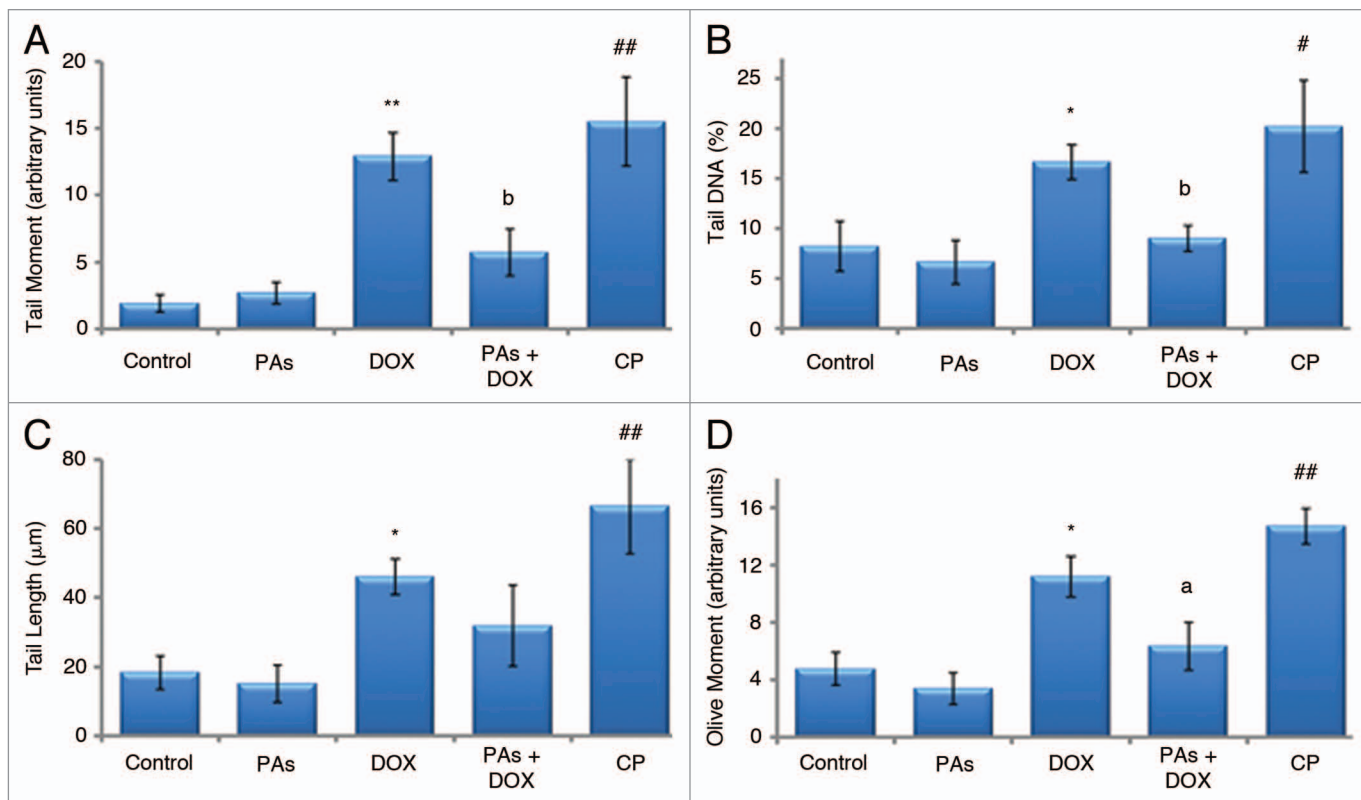 A
Tail Moment (arbitrary units)
20
15
10
5
0
**
b
##
Control
PAs
DOX
PAs +
DOX
CP
B
Tail DNA (%)
25
20
15
10
5
0
*
b
#
Control
PAs
DOX
PAs +
DOX
CP
C
Tail Length (µm)
80
60
40
20
0
*
##
Control
PAs
DOX
PAs +
DOX
CP
D
Olive Moment (arbitrary units)
16
12
8
4
0
*
a
##
Control
PAs
DOX
PAs +
DOX
CP